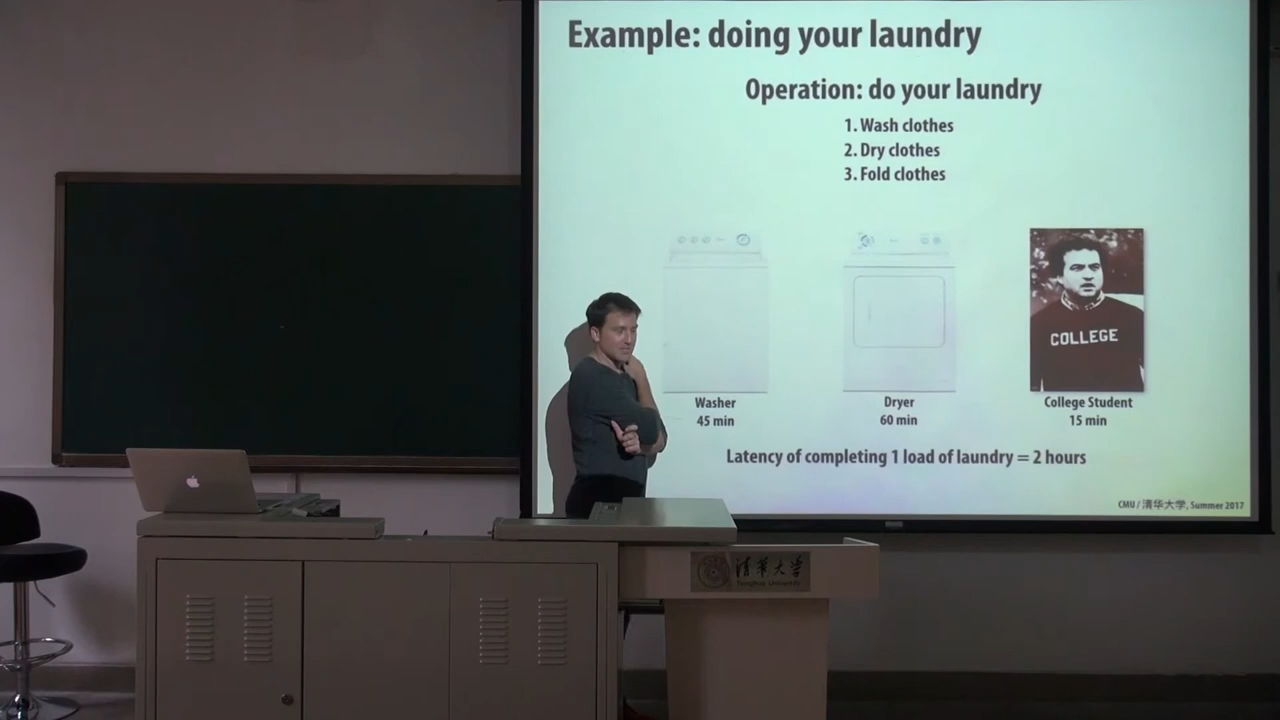 Example: doing your laundry
Operation: do your laundry
1. Wash clothes
2. Dry clothes
3. Fold clothes
COLLEGE
Washer
45 min
Dryer
60 min
College Student
15 min
Latency of completing 1 load of laundry = 2 hours
CMU / 清华大学, Summer 2017
清华大学
Tsinghua University